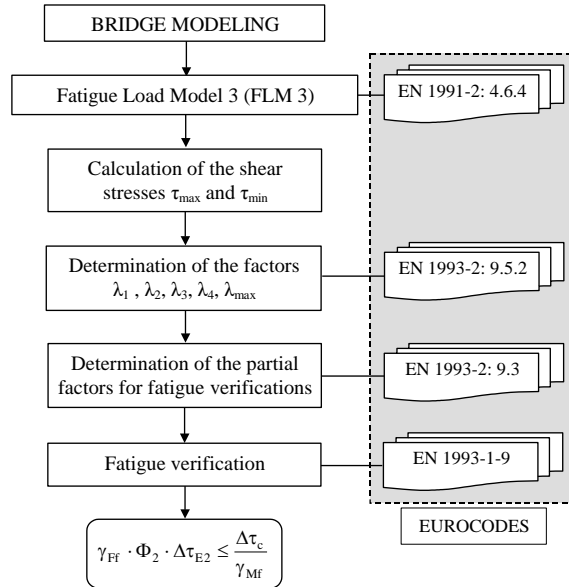 BRIDGE MODELING
Fatigue Load Model 3 (FLM 3)
EN 1991-2: 4.6.4
Calculation of the shear
stresses τmax and τmin
Determination of the factors
λ1 , λ2, λ3, λ4, λmax
EN 1993-2: 9.5.2
Determination of the partial
factors for fatigue verifications
EN 1993-2: 9.3
Fatigue verification
EN 1993-1-9
EUROCODES
γFf · Φ2 · ΔτE2 ≤ Δτc / γMf